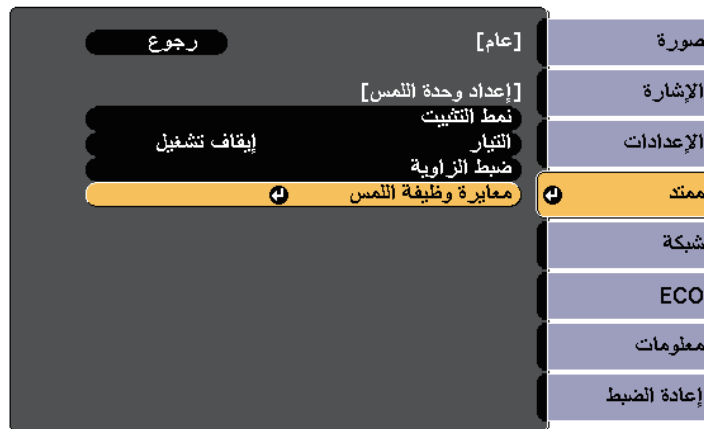 صورة
الإشارة
الإعدادات
ممتد
شبكة
ECO
معلومات
إعادة الضبط
[عام] رجوع
[إعداد وحدة اللمس]
نمط التثبيت
التيار إيقاف تشغيل
ضبط الزاوية
معايرة وظيفة اللمس